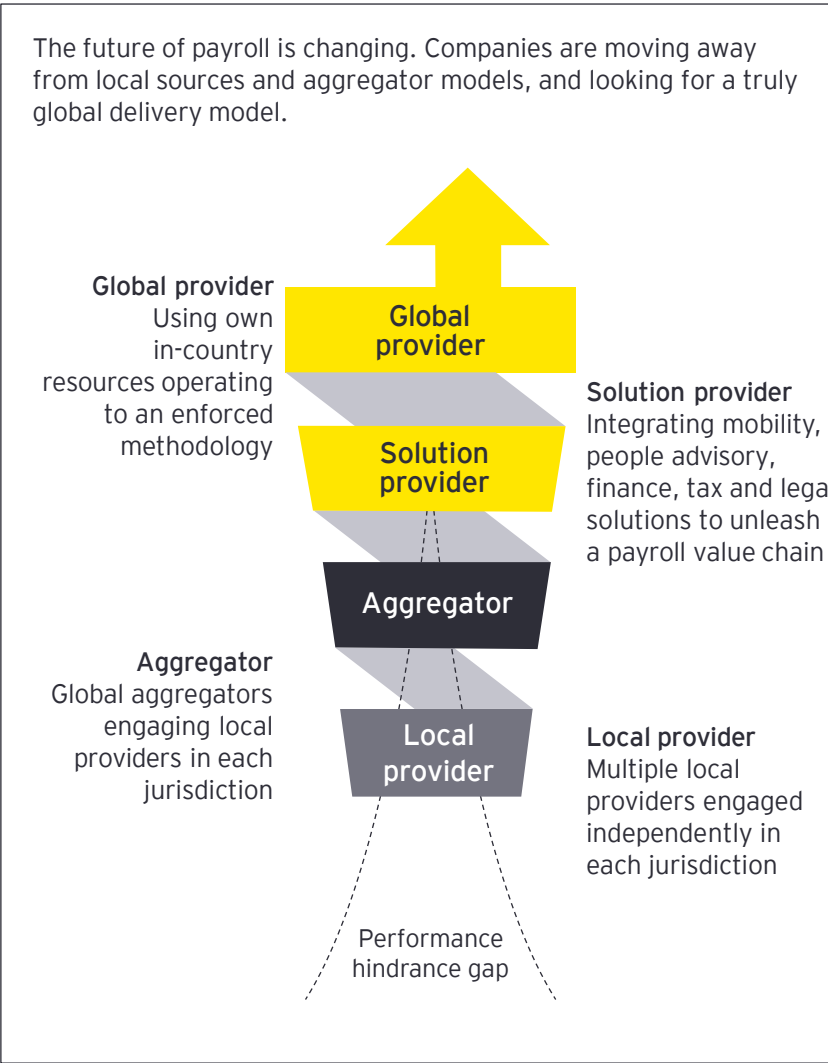 The future of payroll is changing. Companies are moving away
from local sources and aggregator models, and looking for a truly
global delivery model.
Global provider
Using own
in-country
resources operating
to an enforced
methodology
Global
provider
Solution provider
Integrating mobility,
people advisory,
finance, tax and lega
solutions to unleash
a payroll value chain
Solution
provider
Aggregator
Aggregator
Global aggregators
engaging local
providers in each
jurisdiction
Local
provider
Local provider
Multiple local
providers engaged
independently in
each jurisdiction
Performance
hindrance gap